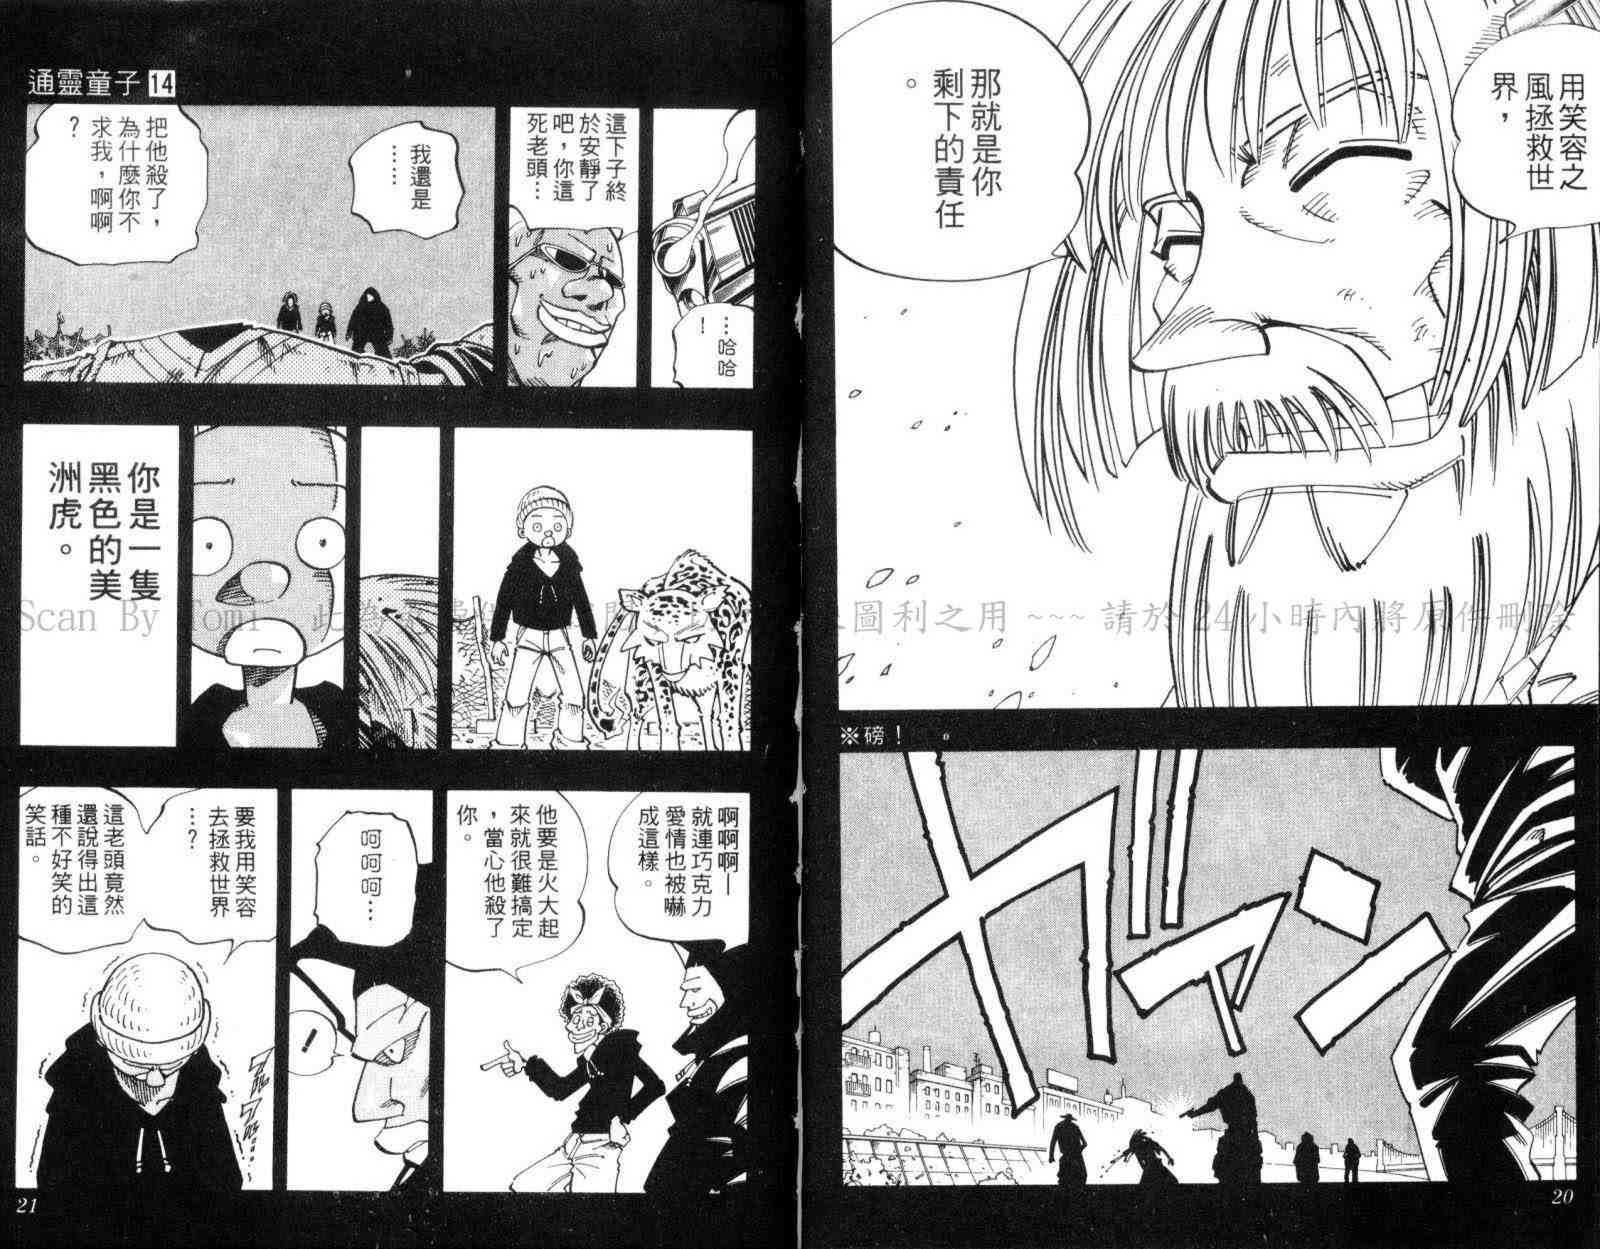 用笑容之
風拯救世
界，
那就是你
剩下的責任
。
※磅！
ズガァン
20
通靈童子 14
…哈哈
！
這下子終
於安靜了
吧，你這
死老頭…
我還是
……
把他殺了，
為什麼你不
求我，啊啊
？
你是一隻
黑色的美
洲虎。
啊啊啊—
就連巧克力
愛情也被嚇
成這樣。
他要是火大起
來就很難搞定
，當心他殺了
你。
呵呵呵…
！
要我用笑容
去拯救世界
…？
這老頭竟然
還說得出這
種不好笑的
笑話。
21
Scan By Tomi
圖利之用 ~~~ 請於 24 小時內將原件刪除